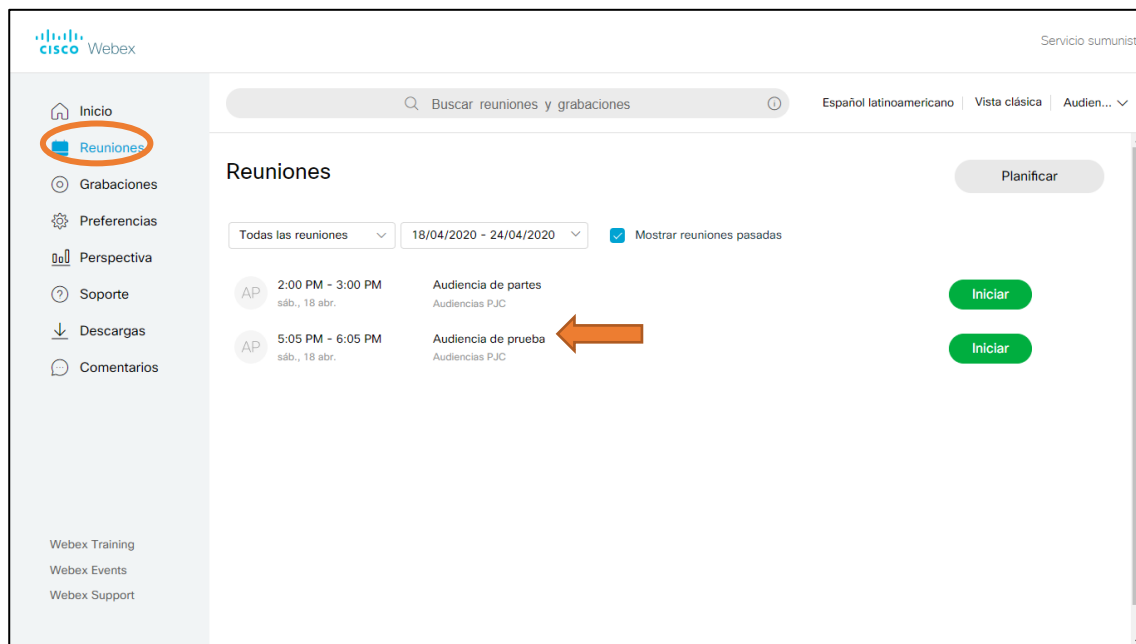 CISCO Webex
Servicio sumunist
Inicio
Reuniones
Grabaciones
Preferencias
Perspectiva
Soporte
Descargas
Comentarios
Webex Training
Webex Events
Webex Support
Buscar reuniones y grabaciones
Español latinoamericano
Vista clásica
Audien...
Reuniones
Planificar
Todas las reuniones
18/04/2020 - 24/04/2020
Mostrar reuniones pasadas
AP
2:00 PM - 3:00 PM
sáb., 18 abr.
Audiencia de partes
Audiencias PJC
Iniciar
AP
5:05 PM - 6:05 PM
sáb., 18 abr.
Audiencia de prueba
Audiencias PJC
Iniciar